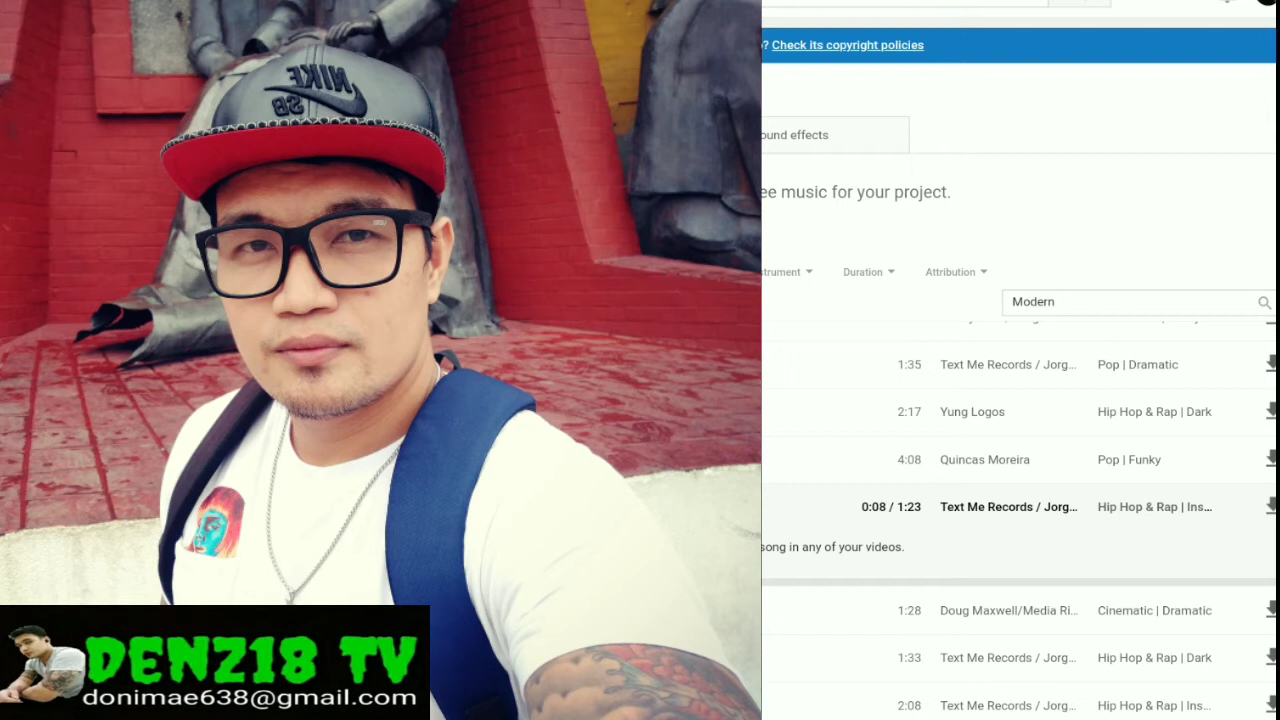 NIKE
SB
DENZ18 TV
donimae638@gmail.com
? Check its copyright policies
ound effects
ee music for your project.
strument Duration Attribution
Modern
1:35 Text Me Records / Jorg... Pop | Dramatic
2:17 Yung Logos Hip Hop & Rap | Dark
4:08 Quincas Moreira Pop | Funky
0:08 / 1:23 Text Me Records / Jorg... Hip Hop & Rap | Ins...
song in any of your videos.
1:28 Doug Maxwell/Media Ri... Cinematic | Dramatic
1:33 Text Me Records / Jorg... Hip Hop & Rap | Dark
2:08 Text Me Records / Jorg... Hip Hop & Rap | Ins...